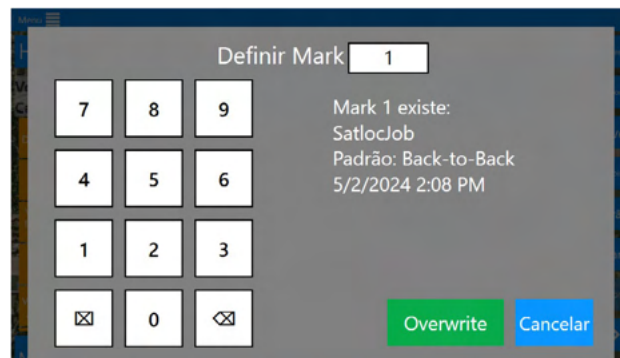 Menu
Definir Mark 1
7 8 9
4 5 6
1 2 3
0
Mark 1 existe:
SatlocJob
Padrão: Back-to-Back
5/2/2024 2:08 PM
Overwrite Cancelar